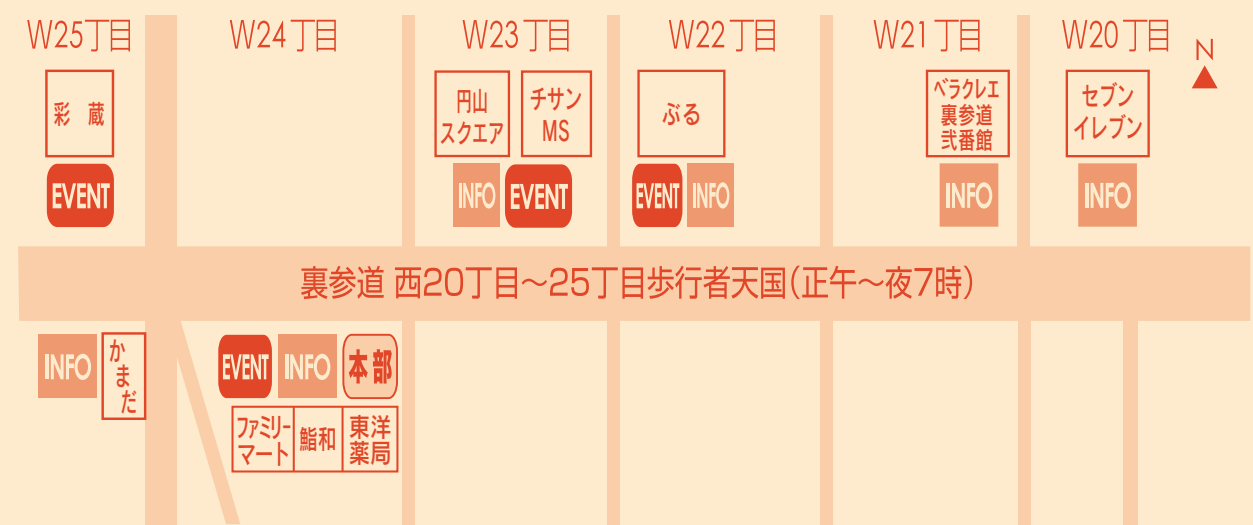 W25丁目
W24丁目
W23丁目
W22丁目
W21丁目
W20丁目
N
彩 蔵
円山
スクエア
チサン
MS
ぶる
ベラクレエ
裏参道
弐番館
セブン
イレブン
EVENT
INFO
EVENT
EVENT
INFO
INFO
INFO
裏参道 西20丁目～25丁目歩行者天国(正午～夜7時)
INFO
かまだ
EVENT
INFO
本部
ファミリー
マート
鮨和
東洋
薬局